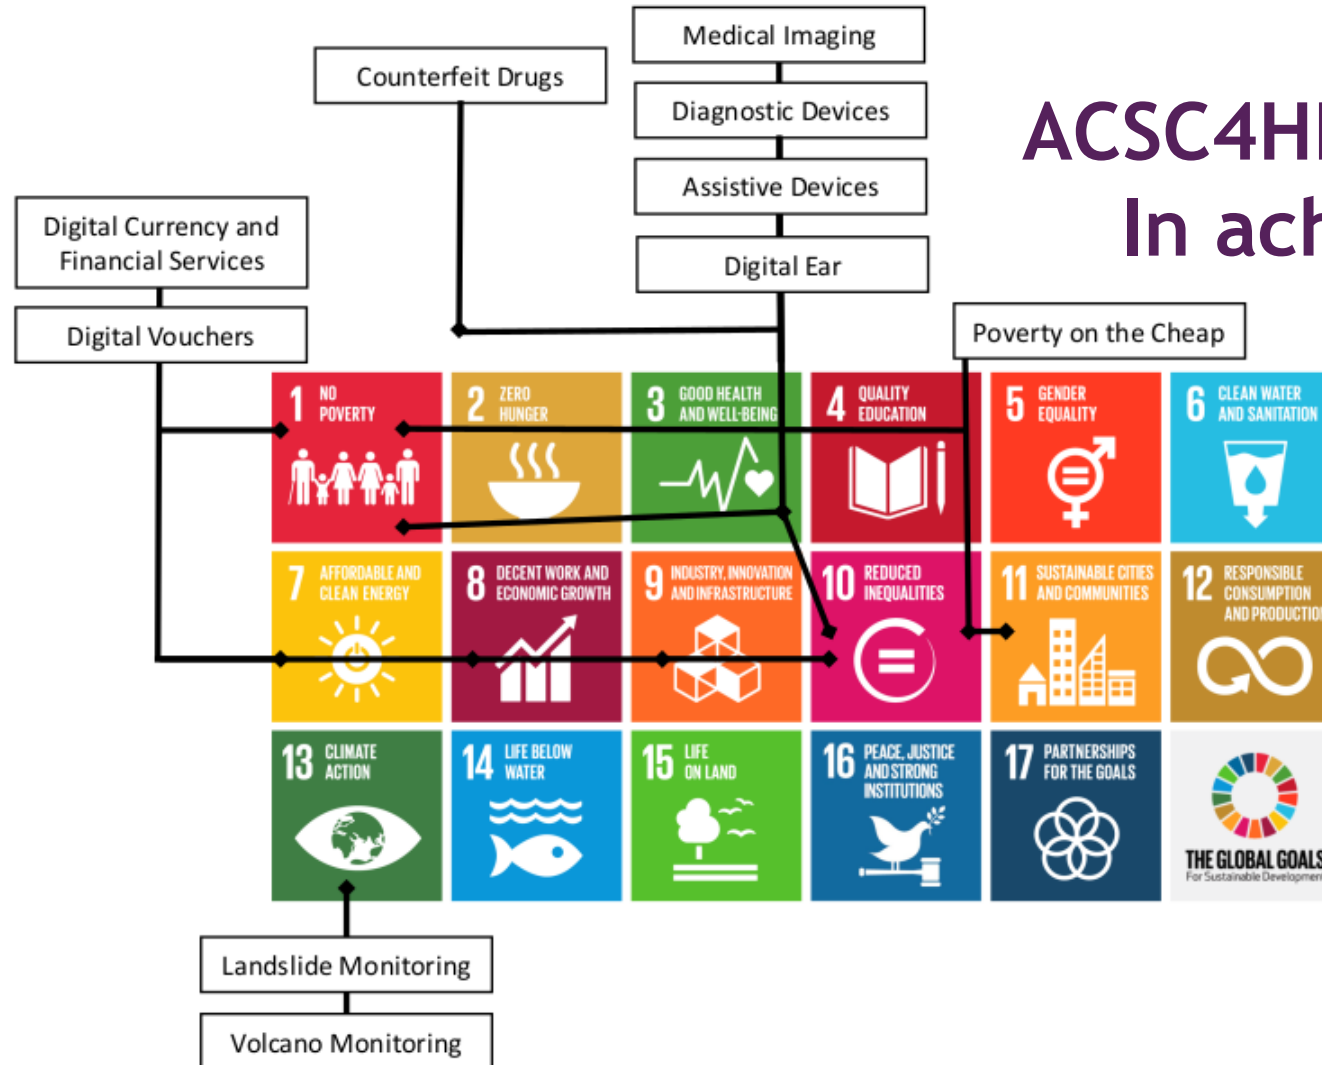 Medical Imaging
Counterfeit Drugs
Diagnostic Devices
Assistive Devices
Digital Ear
ACSC4H
In ach
Digital Currency and
Financial Services
Digital Vouchers
Poverty on the Cheap
1 NO
POVERTY
2 ZERO
HUNGER
3 GOOD HEALTH
AND WELL-BEING
4 QUALITY
EDUCATION
5 GENDER
EQUALITY
6 CLEAN WATER
AND SANITATION
7 AFFORDABLE AND
CLEAN ENERGY
8 DECENT WORK AND
ECONOMIC GROWTH
9 INDUSTRY, INNOVATION
AND INFRASTRUCTURE
10 REDUCED
INEQUALITIES
11 SUSTAINABLE CITIES
AND COMMUNITIES
12 RESPONSIBLE
CONSUMPTION
AND PRODUCTION
13 CLIMATE
ACTION
14 LIFE BELOW
WATER
15 LIFE
ON LAND
16 PEACE, JUSTICE
AND STRONG
INSTITUTIONS
17 PARTNERSHIPS
FOR THE GOALS
THE GLOBAL GOALS
For Sustainable Development
Landslide Monitoring
Volcano Monitoring